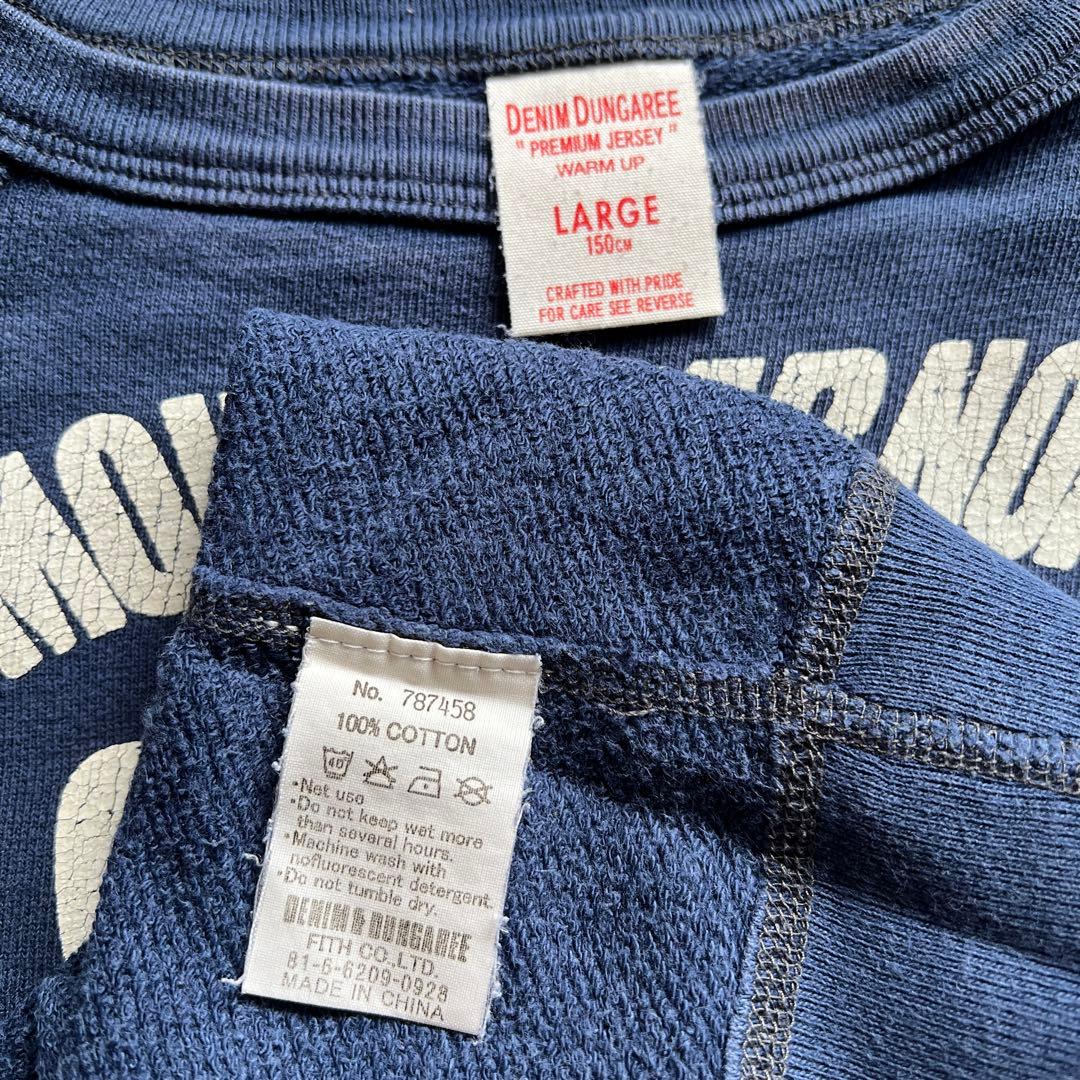 DENIM DUNGAREE
"PREMIUM JERSEY"
WARM UP
LARGE
150CM
CRAFTED WITH PRIDE
FOR CARE SEE REVERSE
No. 787458
100% COTTON
40
•Net use
•Do not keep wet more
than saveral hours.
•Machine wash with
nofluorescent detergent.
•Do not tumble dry.
DENIM & DUNGAREE
FITH CO.,LTD.
81-6-6209-0928
MADE IN CHINA